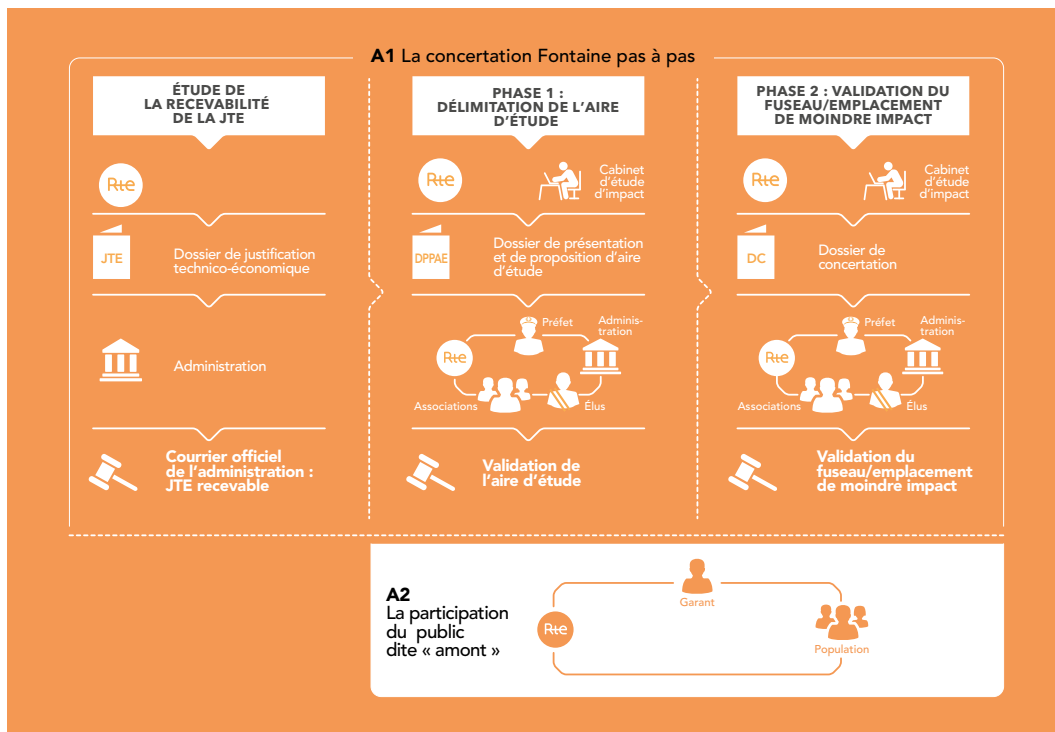 A1 La concertation Fontaine pas à pas
ÉTUDE DE
LA RECEVABILITÉ
DE LA JTE
Rte
JTE
Dossier de justification
technico-économique
Administration
Courrier officiel
de l'administration :
JTE recevable
PHASE 1 :
DÉLIMITATION DE L'AIRE
D'ÉTUDE
Rte
Cabinet
d'étude
d'impact
DPPAE
Dossier de présentation
et de proposition d'aire
d'étude
Préfet
Adminis-
tration
Rte
Associations
Élus
Validation de
l'aire d'étude
PHASE 2 : VALIDATION DU
FUSEAU/EMPLACEMENT
DE MOINDRE IMPACT
Rte
Cabinet
d'étude
d'impact
DC
Dossier de
concertation
Préfet
Adminis-
tration
Rte
Associations
Élus
Validation du
fuseau/emplacement
de moindre impact
A2
La participation
du public
dite « amont »
Garant
Rte
Population